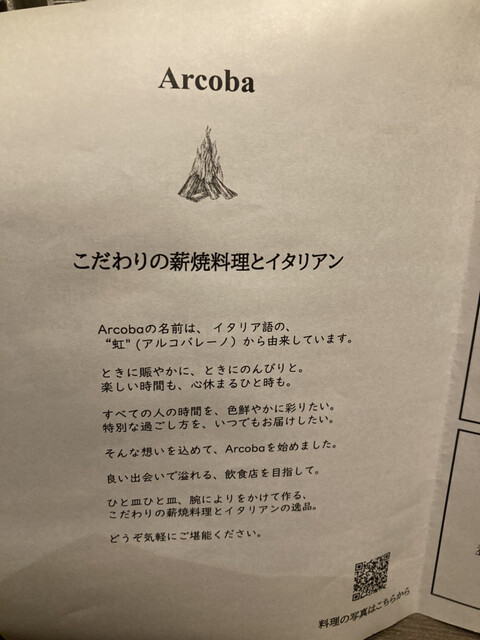 Arcoba
こだわりの薪焼料理とイタリアン
Arcobaの名前は、イタリア語の、
“虹" (アルコバレーノ) から由来しています。
ときに賑やかに、ときにのんびりと。
楽しい時間も、心休まるひと時も。
すべての人の時間を、色鮮やかに彩りたい。
特別な過ごし方を、いつでもお届けしたい。
そんな想いを込めて、Arcobaを始めました。
良い出会いで溢れる、飲食店を目指して。
ひと皿ひと皿、腕によりをかけて作る、
こだわりの薪焼料理とイタリアンの逸品。
どうぞ気軽にご堪能ください。
料理の写真はこちらから